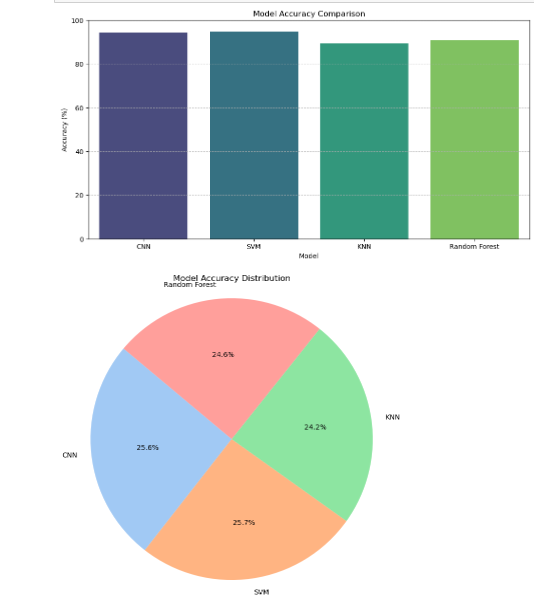 Model Accuracy Comparison
100
80
60
40
20
0
Accuracy (%)
CNN
SVM
KNN
Random Forest
Model
Model Accuracy Distribution
Random Forest
24.6%
KNN
24.2%
CNN
25.6%
25.7%
SVM